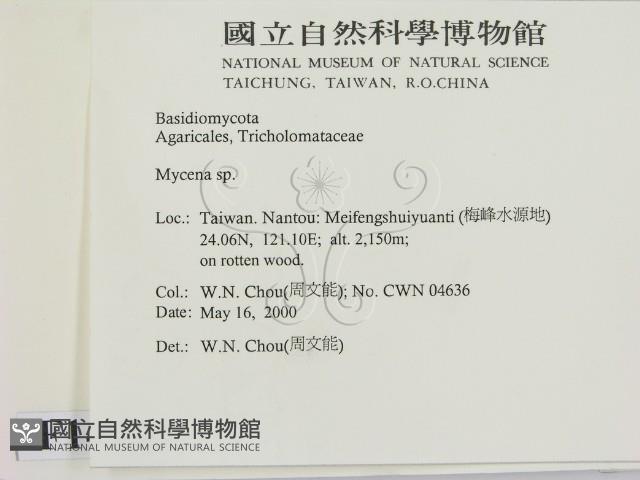 國立自然科學博物館
NATIONAL MUSEUM OF NATURAL SCIENCE
TAICHUNG, TAIWAN, R.O.CHINA
Basidiomycota
Agaricales, Tricholomataceae
Mycena sp.
Loc.: Taiwan. Nantou: Meifengshuiyuanti (梅峰水源地)
24.06N, 121.10E; alt. 2,150m;
on rotten wood.
Col.: W.N. Chou(周文能); No. CWN 04636
Date: May 16, 2000
Det.: W.N. Chou(周文能)
國立自然科學博物館
NATIONAL MUSEUM OF NATURAL SCIENCE